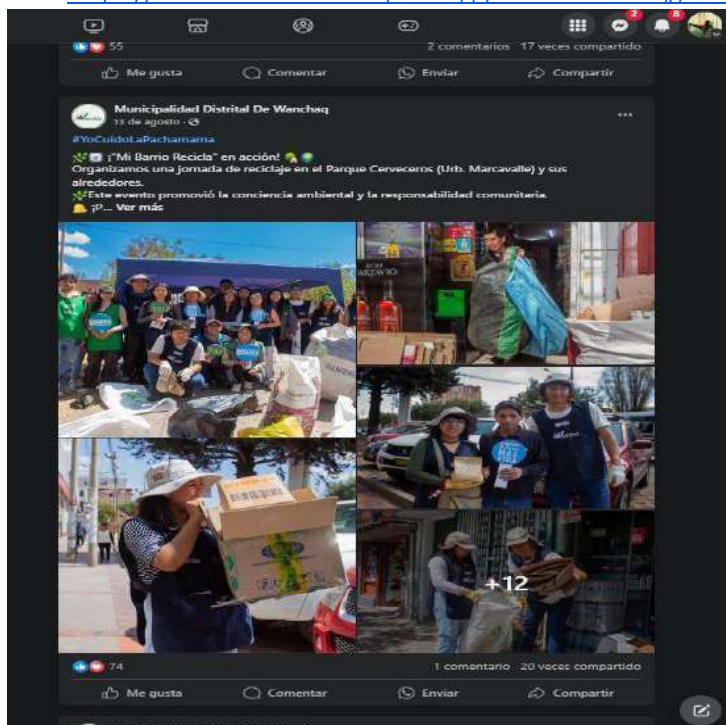 2
8
55
2 comentarios 17 veces compartido
Me gusta Comentar Enviar Compartir
Municipalidad Distrital De Wanchaq
13 de agosto ·
#YoCuidoLaPachamama
¡"Mi Barrio Recicla" en acción!
Organizamos una jornada de reciclaje en el Parque Cerveceros (Urb. Marcavalle) y sus
alrededores.
Este evento promovió la conciencia ambiental y la responsabilidad comunitaria.
¡P... Ver más
+12
74
1 comentario 20 veces compartido
Me gusta Comentar Enviar Compartir